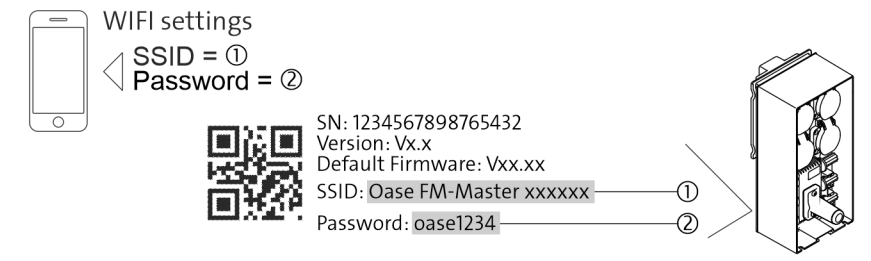 WIFI settings
SSID = ①
Password = ②
SN: 1234567898765432
Version: Vx.x
Default Firmware: Vxx.xx
SSID: Oase FM-Master xxxxxx ①
Password: oase1234 ②